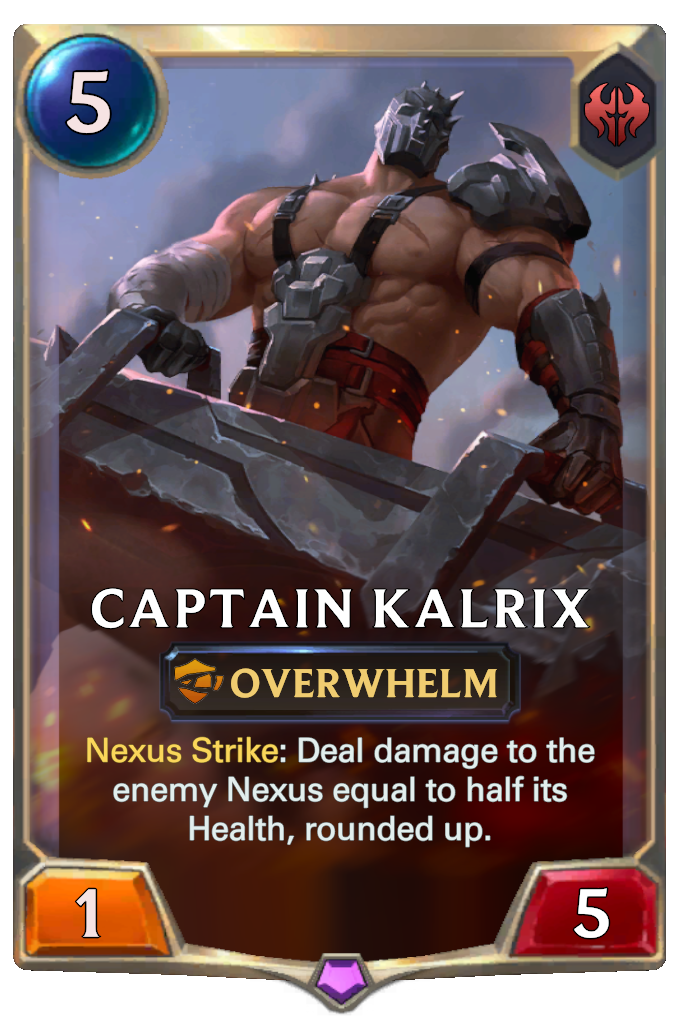 5
CAPTAIN KALRIX
OVERWHELM
Nexus Strike: Deal damage to the
enemy Nexus equal to half its
Health, rounded up.
1
5